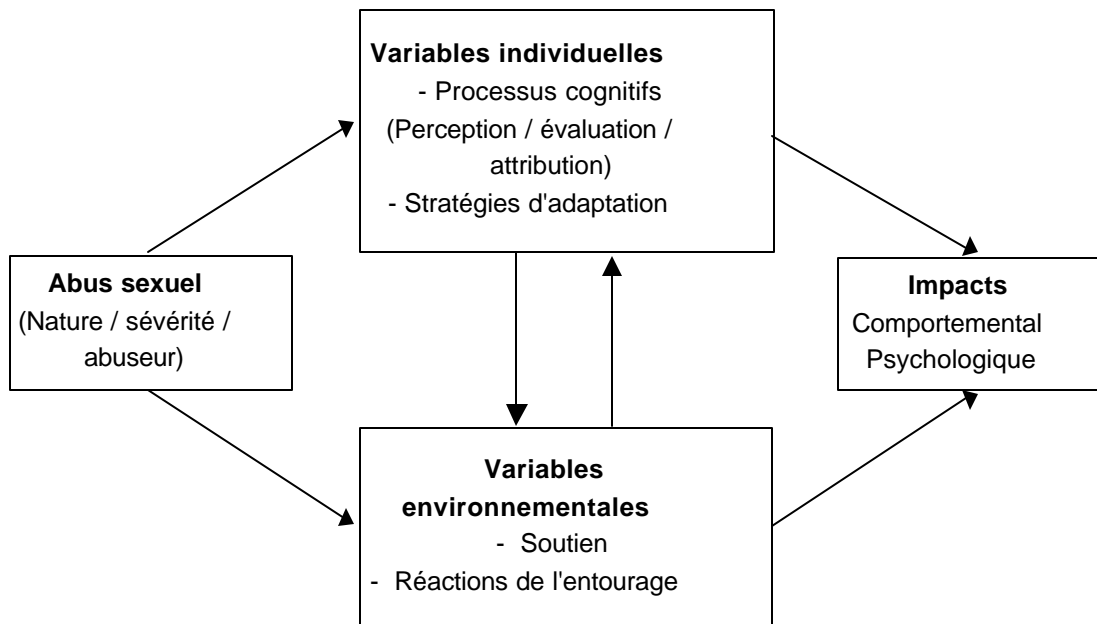 Variables individuelles
- Processus cognitifs
(Perception / évaluation /
attribution)
- Stratégies d'adaptation
Abus sexuel
(Nature / sévérité /
abuseur)
Impacts
Comportemental
Psychologique
Variables
environnementales
- Soutien
- Réactions de l'entourage